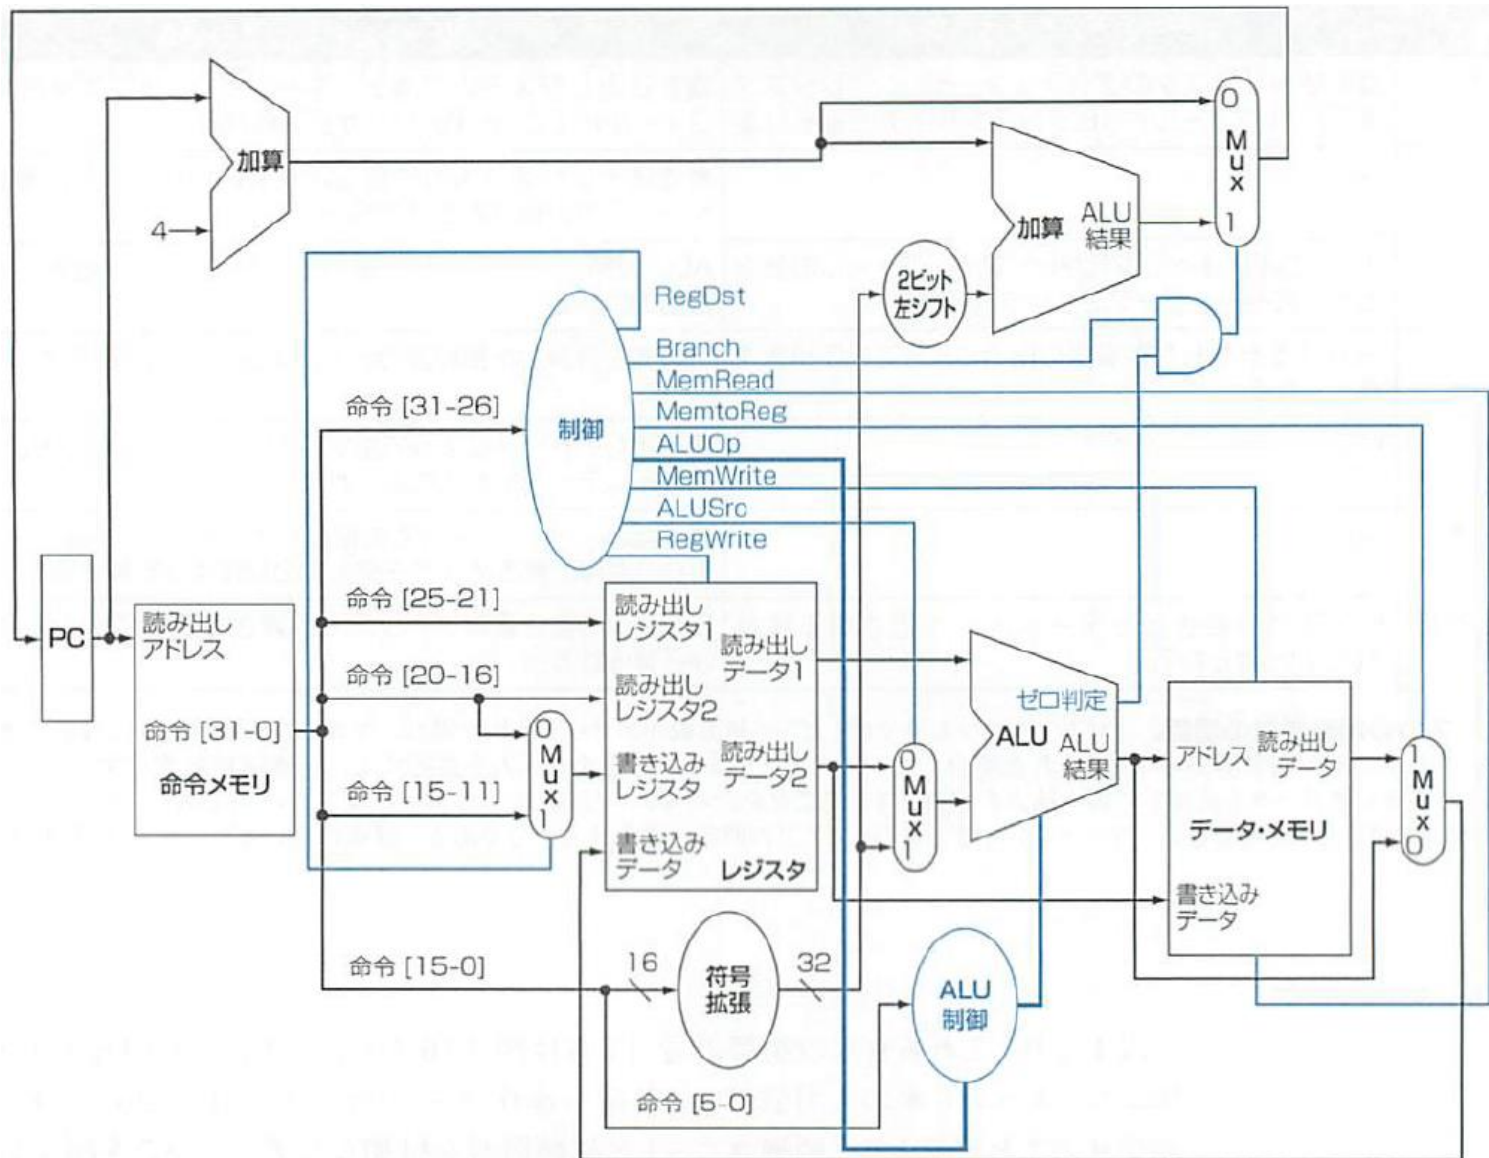 加算
4
0
Mux
1
加算
ALU
結果
2ビット
左シフト
RegDst
Branch
MemRead
MemtoReg
ALUOp
MemWrite
ALUSrc
RegWrite
制御
命令 [31-26]
命令 [25-21]
命令 [20-16]
命令 [15-11]
命令 [15-0]
PC
読み出し
アドレス
命令 [31-0]
命令メモリ
0
Mux
1
読み出し
レジスタ1
読み出し
レジスタ2
書き込み
レジスタ
書き込み
データ
読み出し
データ1
読み出し
データ2
レジスタ
0
Mux
1
ゼロ判定
ALU
ALU
結果
アドレス
読み出し
データ
データ・メモリ
書き込み
データ
1
Mux
0
16
符号
拡張
32
ALU
制御
命令 [5-0]